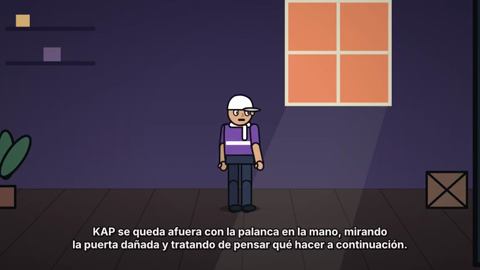 KAP se queda afuera con la palanca en la mano, mirando
la puerta dañada y tratando de pensar qué hacer a continuación.